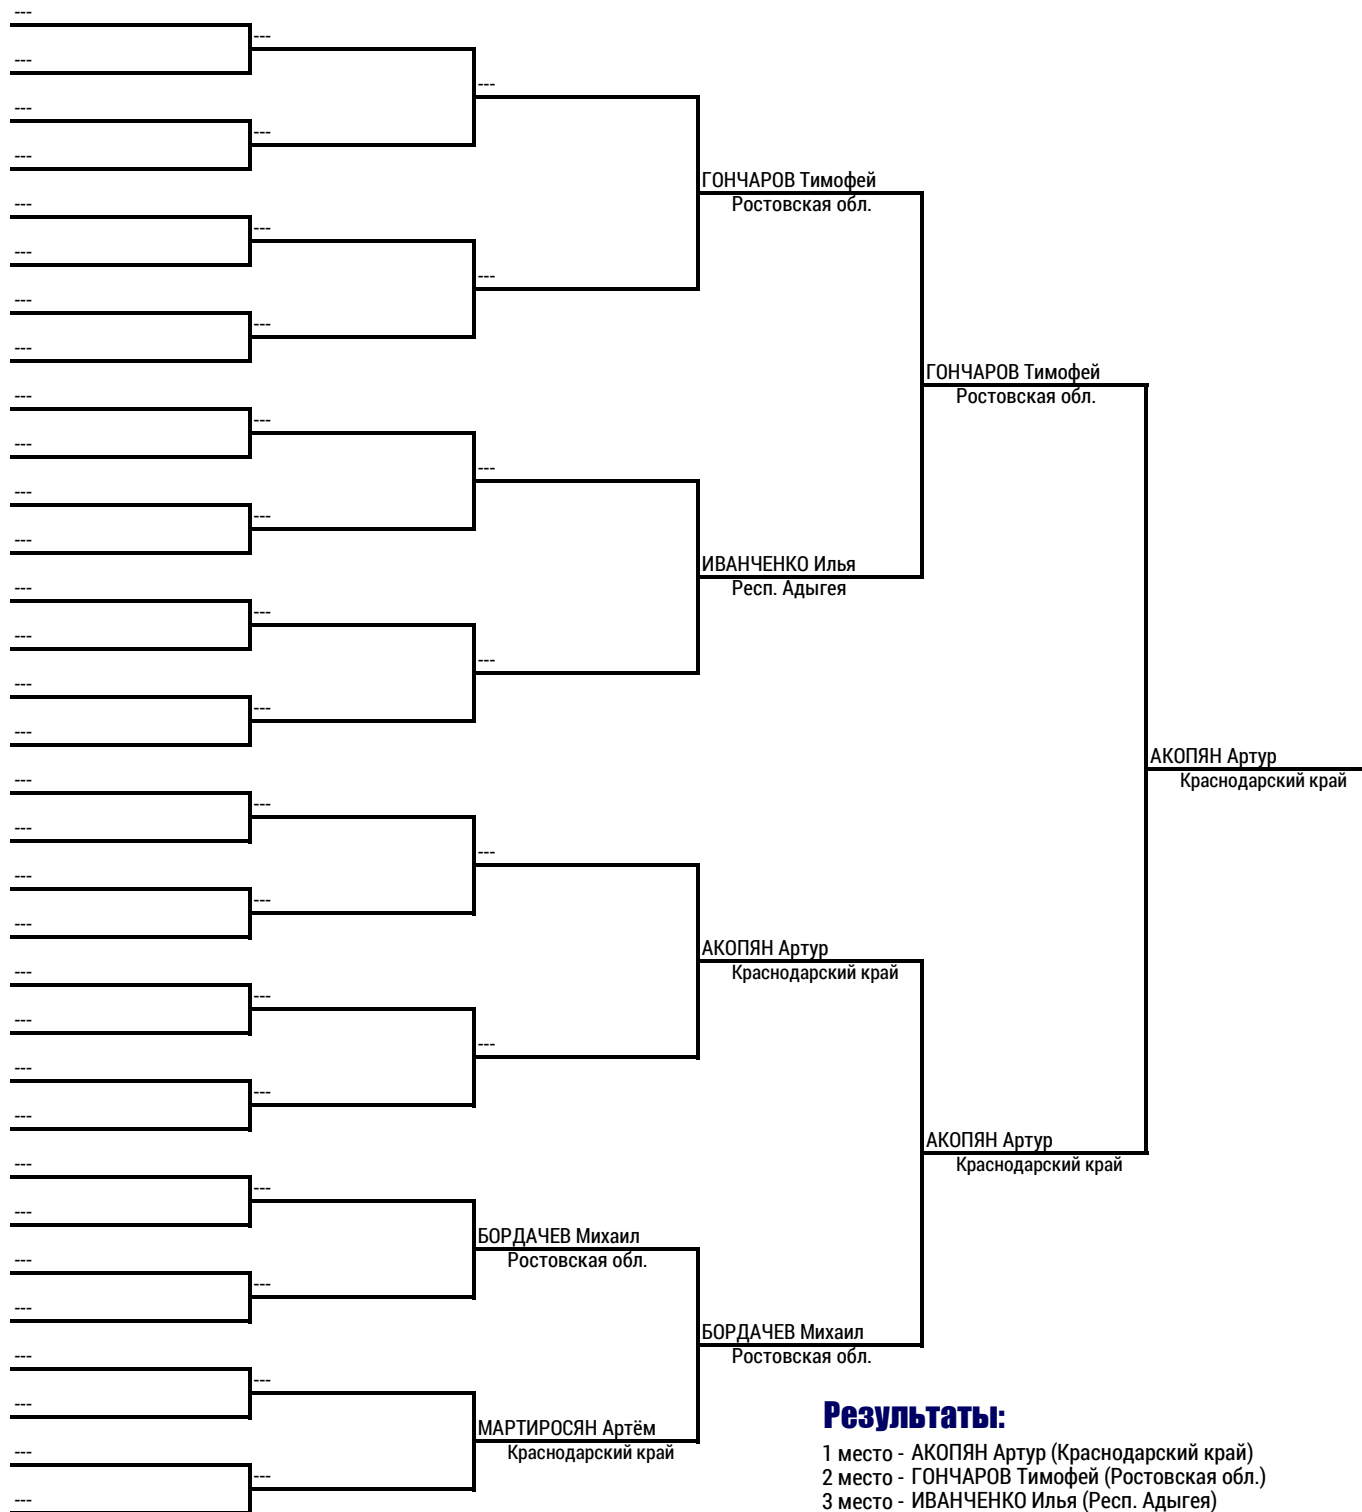 ---
---
---
---
---
---
---
ГОНЧАРОВ Тимофей
---
Ростовская обл.
---
---
---
---
---
---
ГОНЧАРОВ Тимофей
---
Ростовская обл.
---
---
---
---
---
---
ИВАНЧЕНКО Илья
---
Респ. Адыгея
---
---
---
---
---
---
АКОПЯН Артур
---
Краснодарский край
---
---
---
---
---
---
АКОПЯН Артур
---
Краснодарский край
---
---
---
---
---
---
АКОПЯН Артур
---
Краснодарский край
---
---
БОРДАЧЕВ Михаил
---
Ростовская обл.
---
---
БОРДАЧЕВ Михаил
---
Ростовская обл.
---
---
МАРТИРОСЯН Артём
---
Краснодарский край
---
---
Результаты:
1 место - АКОПЯН Артур (Краснодарский край)
2 место - ГОНЧАРОВ Тимофей (Ростовская обл.)
3 место - ИВАНЧЕНКО Илья (Респ. Адыгея)